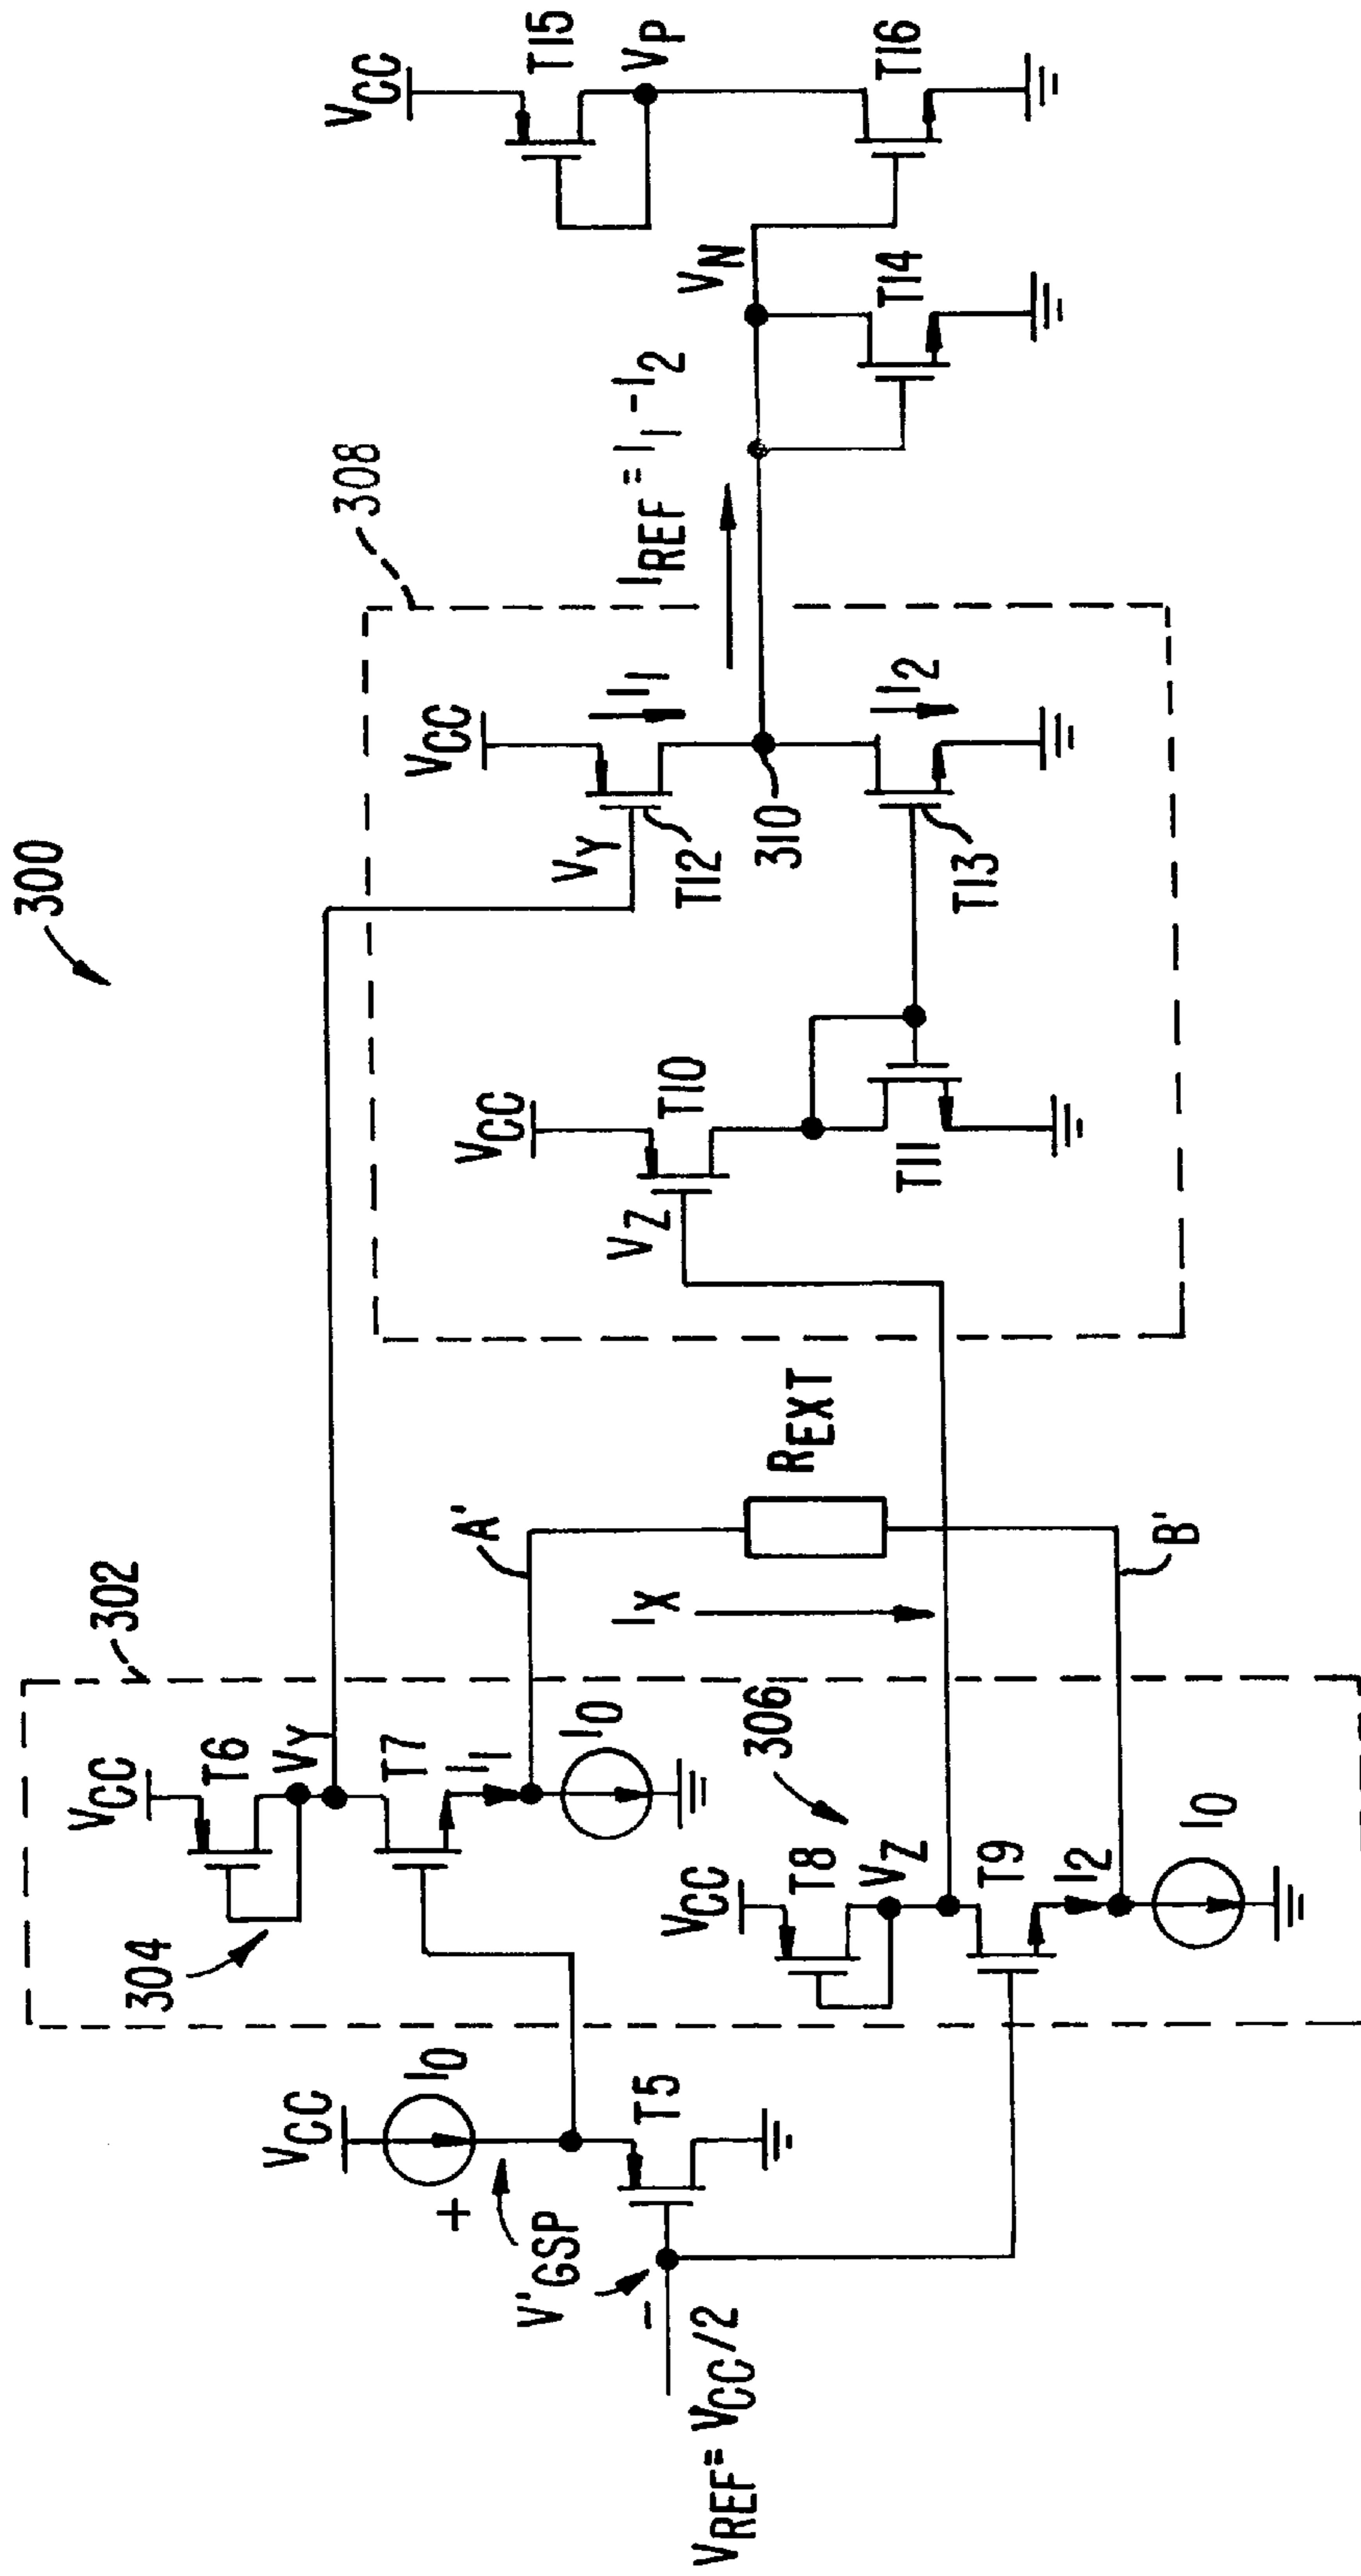 300
VCC
I0
+
V'GSP
-
VREF = VCC/2
T5
302
304
VCC
T6
VY
T7
I1
I0
306
VCC
T8
VZ
T9
I2
I0
A'
IX
REXT
B'
308
VCC
VZ
T10
T11
VCC
VY
T12
I1
310
I2
T13
IREF = I1 - I2
VN
T14
VCC
T15
VP
T16